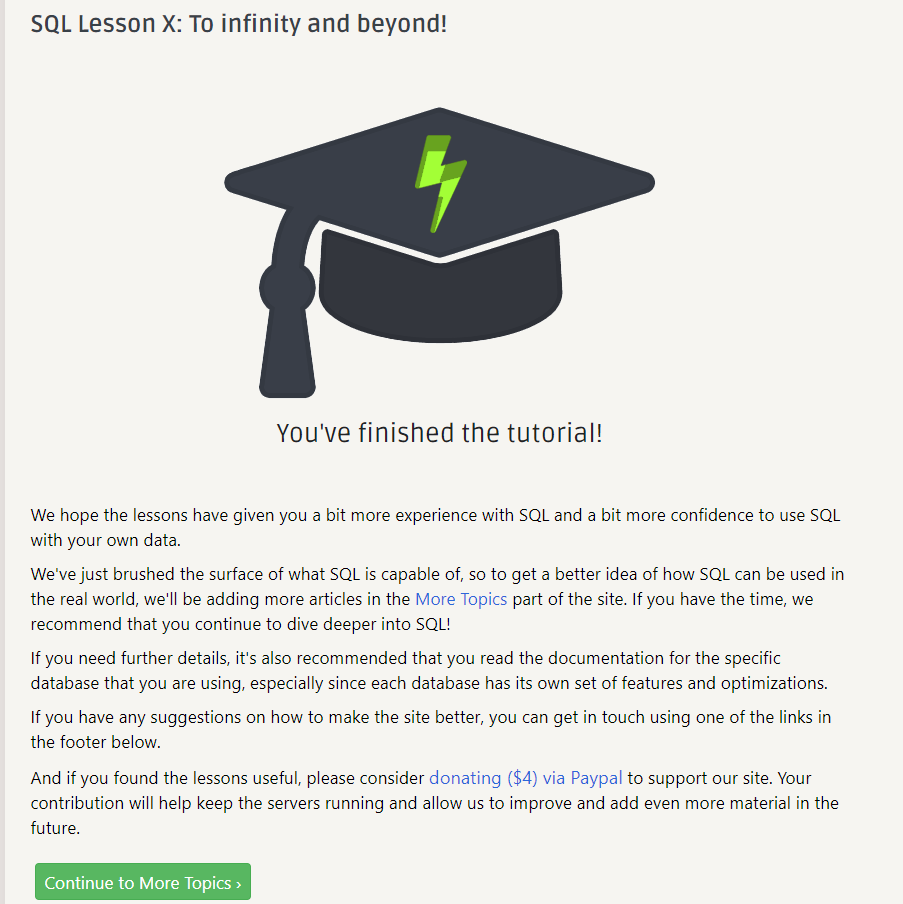 SQL Lesson X: To infinity and beyond!
You've finished the tutorial!
We hope the lessons have given you a bit more experience with SQL and a bit more confidence to use SQL
with your own data.
We've just brushed the surface of what SQL is capable of, so to get a better idea of how SQL can be used in
the real world, we'll be adding more articles in the More Topics part of the site. If you have the time, we
recommend that you continue to dive deeper into SQL!
If you need further details, it's also recommended that you read the documentation for the specific
database that you are using, especially since each database has its own set of features and optimizations.
If you have any suggestions on how to make the site better, you can get in touch using one of the links in
the footer below.
And if you found the lessons useful, please consider donating ($4) via Paypal to support our site. Your
contribution will help keep the servers running and allow us to improve and add even more material in the
future.
Continue to More Topics ›